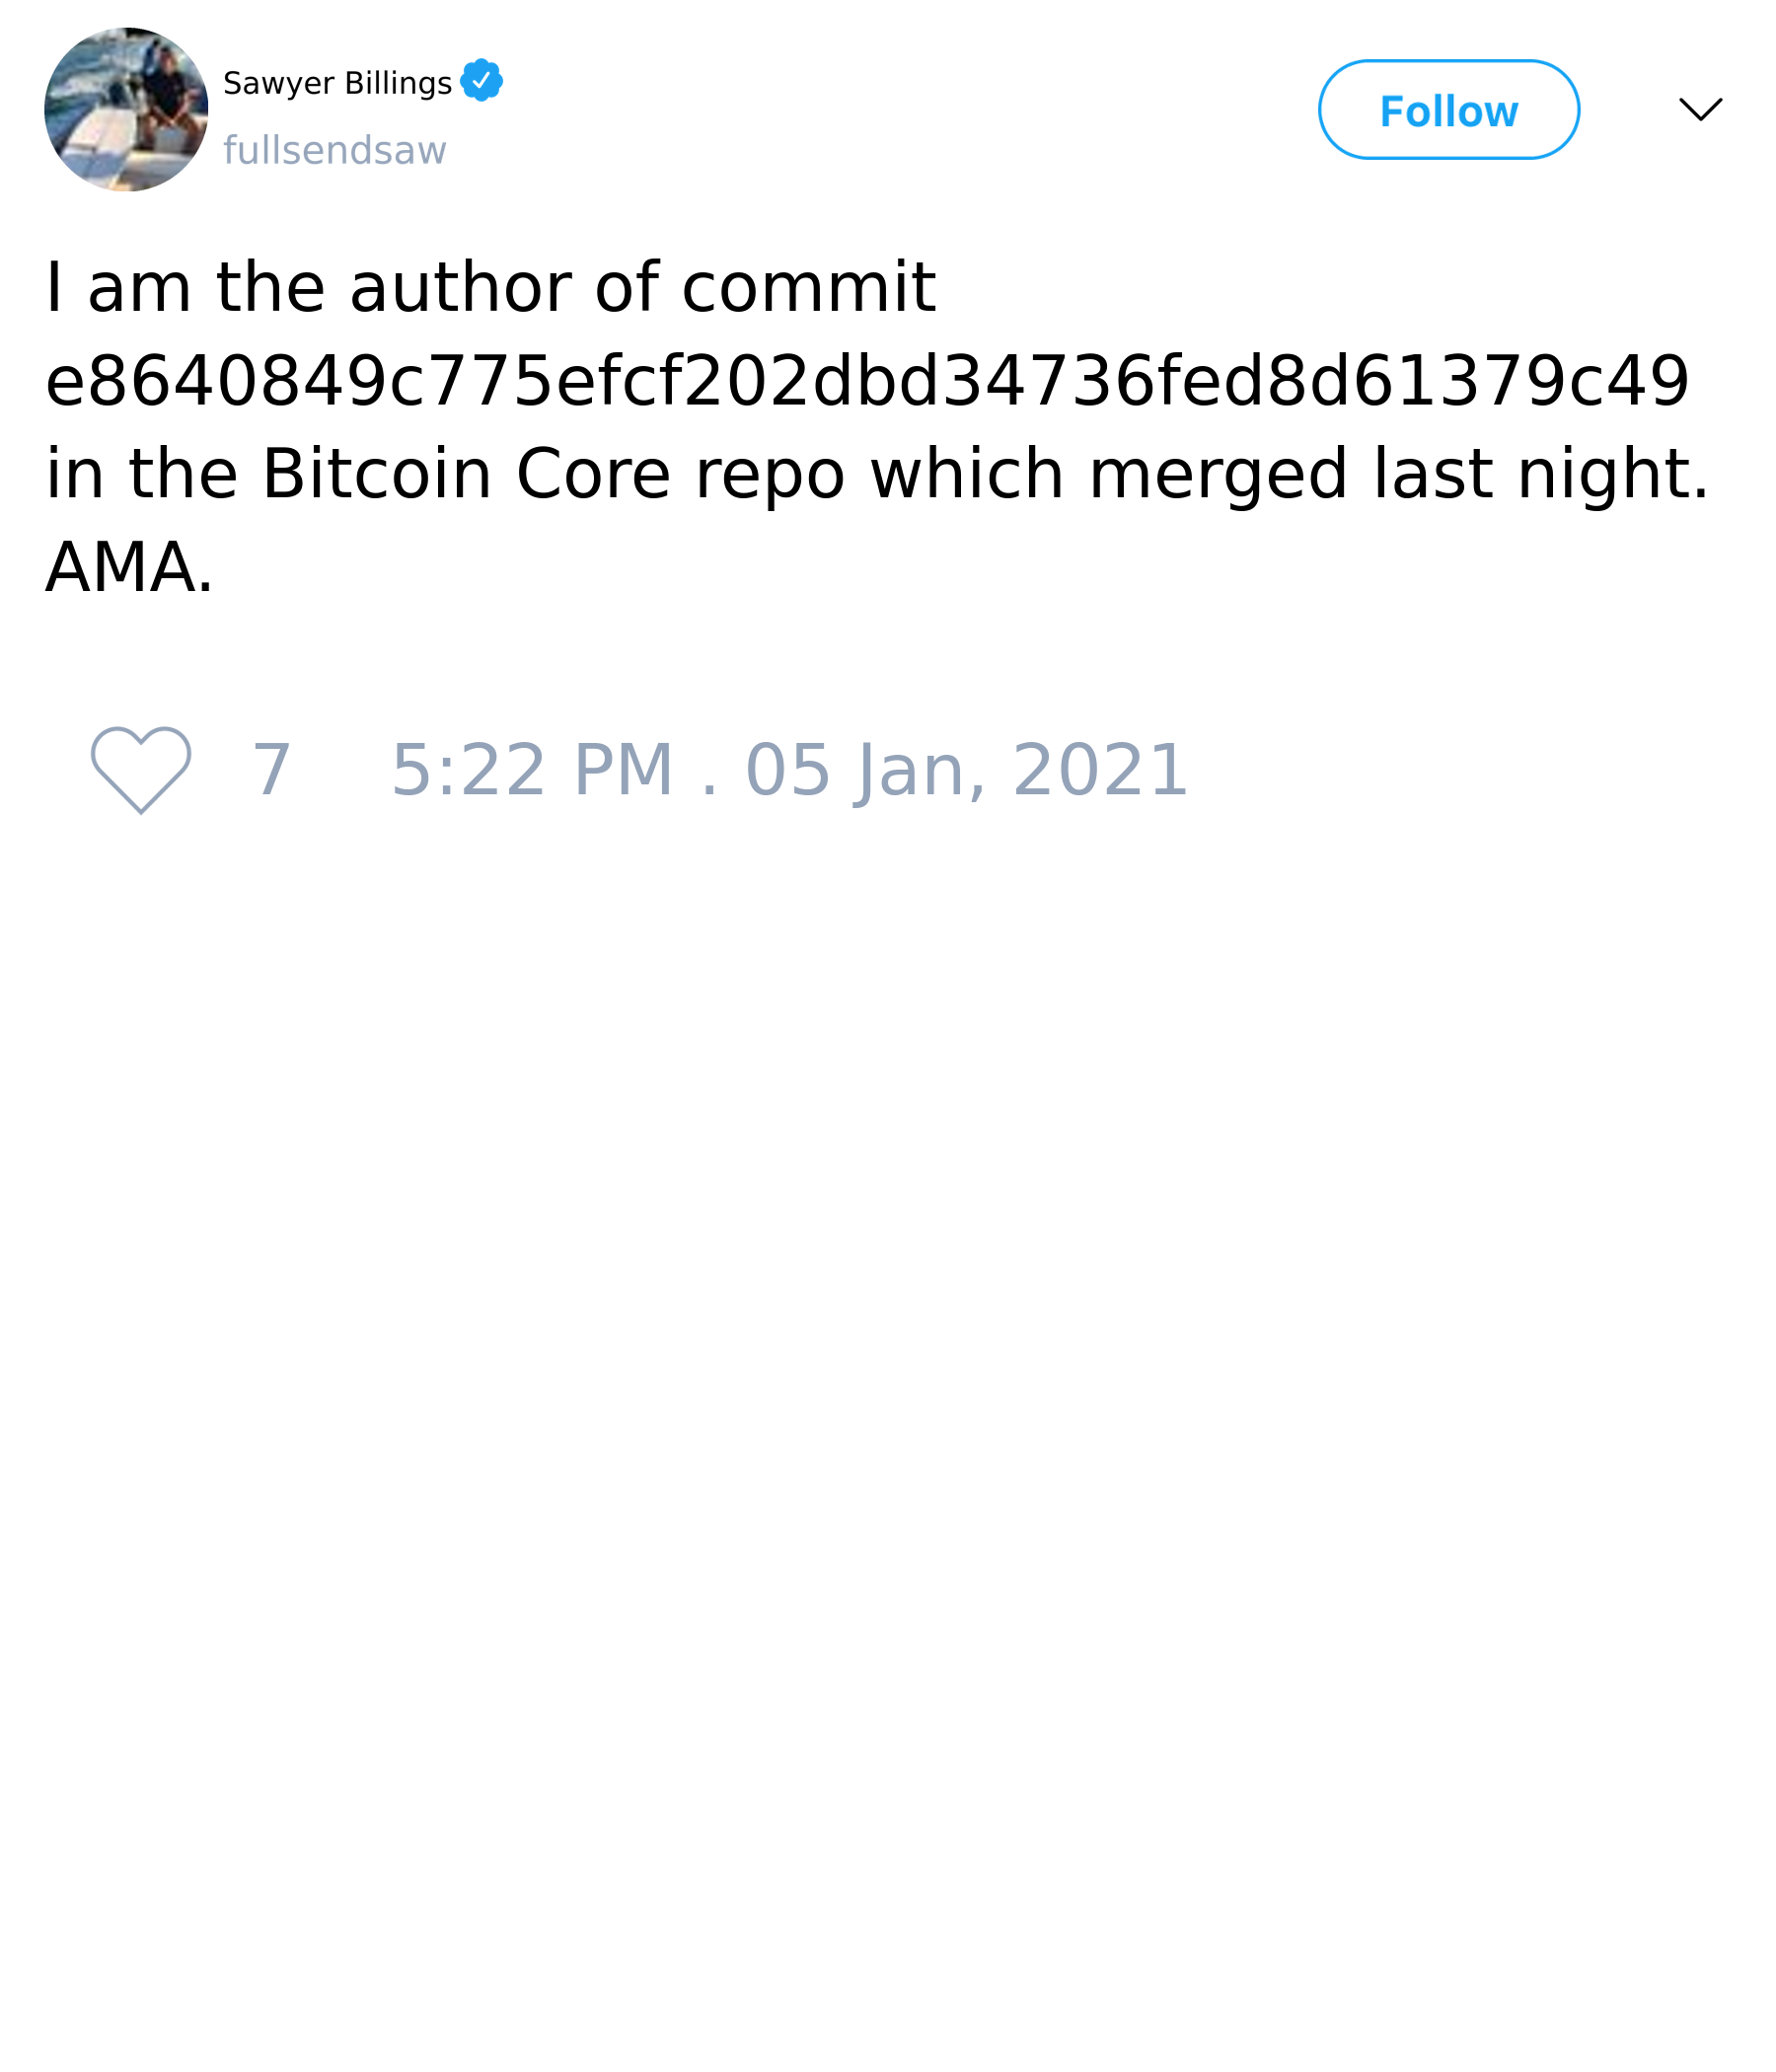 Sawyer Billings
fullsendsaw
Follow
I am the author of commit
e8640849c775efcf202dbd34736fed8d61379c49
in the Bitcoin Core repo which merged last night.
AMA.
7 5:22 PM . 05 Jan, 2021